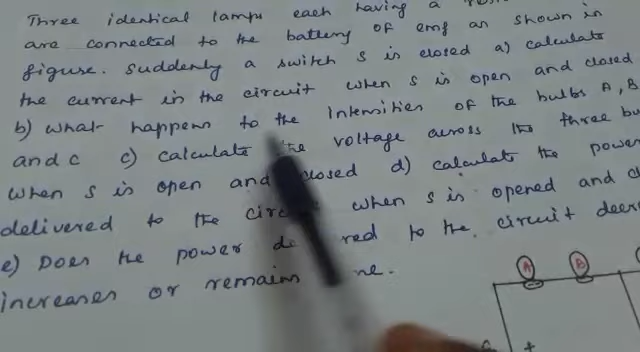 Three identical lamps each having a
are connected to the battery of emf as shown in
figure. Suddenly a switch S is closed a) calculate
the current in the circuit when S is open and closed
b) what happens to the Intensities of the bulbs A, B
and C c) calculate the voltage across the three
when S is open and closed d) calculate the power
delivered to the when S is opened and
e) Does the power to the circuit
increases or remains
A B
+